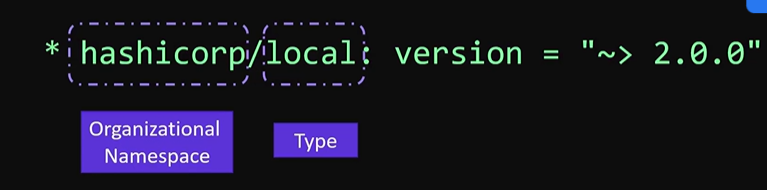 * hashicorp/local: version = "~> 2.0.0"
Organizational
Namespace
Type